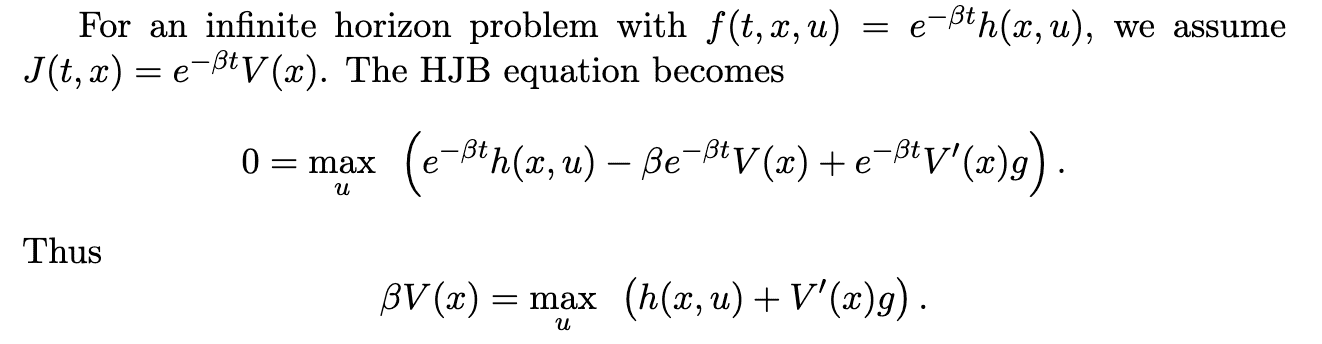 For an infinite horizon problem with f(t, x, u) = e^{−βt}h(x, u), we assume
J(t, x) = e^{−βt}V(x). The HJB equation becomes
0 = max_u (e^{−βt}h(x, u) − βe^{−βt}V(x) + e^{−βt}V′(x)g).
Thus
βV(x) = max_u (h(x, u) + V′(x)g).